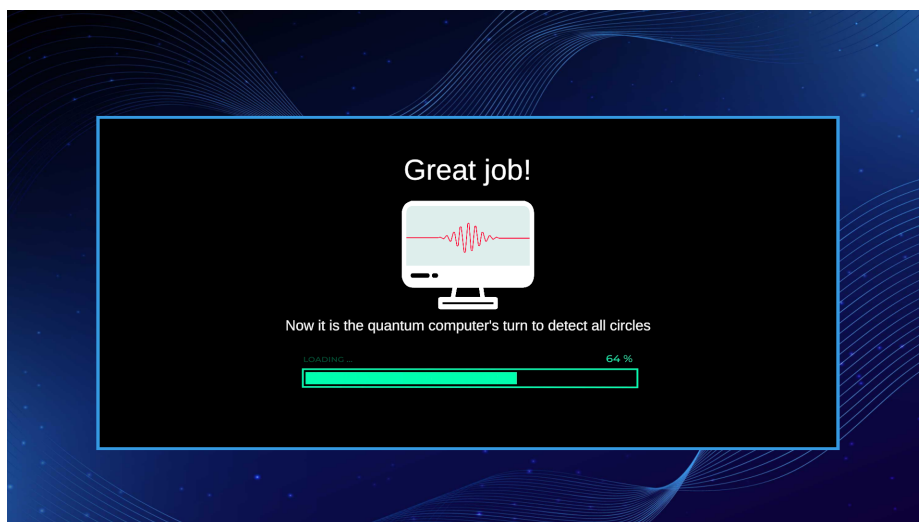 Great job!
Now it is the quantum computer's turn to detect all circles
LOADING ...
64 %